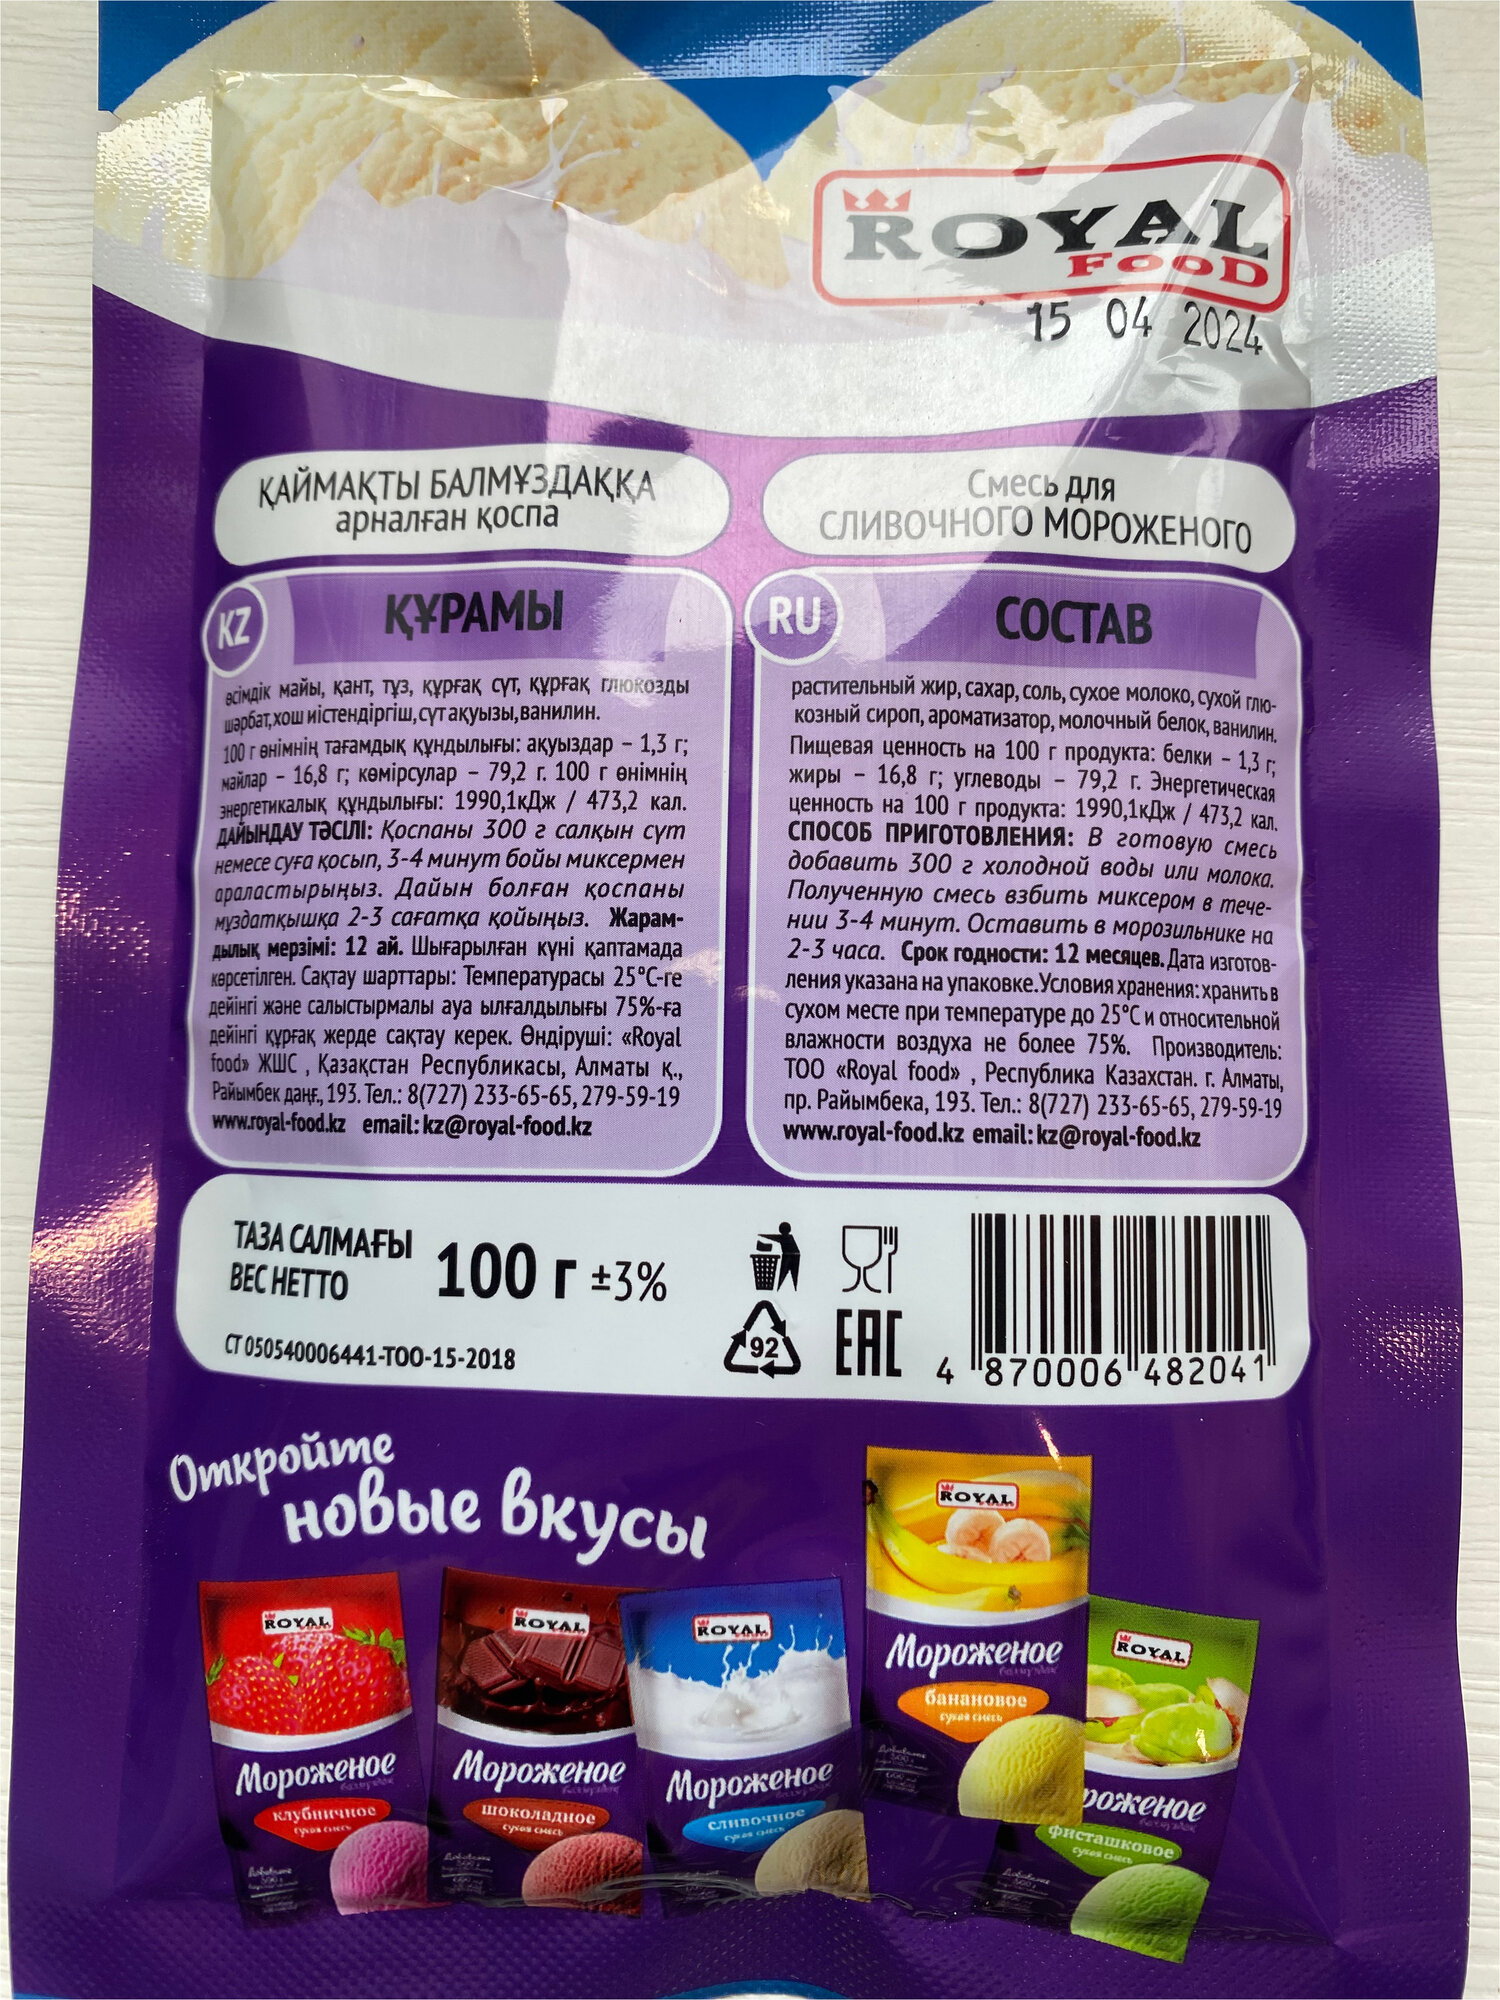 ROYAL
FOOD
15 04 2024
ҚАЙМАҚТЫ БАЛМҰЗДАҚҚА
арналған қоспа
KZ
ҚҰРАМЫ
өсімдік майы, қант, тұз, құрғақ сүт, құрғақ глюкозды
шәрбат, хош иістендіргіш, сүт ақуызы, ванилин.
100 г өнімнің тағамдық құндылығы: ақуыздар – 1,3 г;
майлар – 16,8 г; көмірсулар – 79,2 г. 100 г өнімнің
энергетикалық құндылығы: 1990,1кДж / 473,2 кал.
ДАЙЫНДАУ ТӘСІЛІ: Қоспаны 300 г салқын сүт
немесе суға қосып, 3-4 минут бойы миксермен
араластырыңыз. Дайын болған қоспаны
мұздатқышқа 2-3 сағатқа қойыңыз. Жарам-
дылық мерзімі: 12 ай. Шығарылған күні қаптамада
көрсетілген. Сақтау шарттары: Температурасы 25°С-ге
дейінгі және салыстырмалы ауа ылғалдылығы 75%-ға
дейінгі құрғақ жерде сақтау керек. Өндіруші: «Royal
food» ЖШС , Қазақстан Республикасы, Алматы қ.,
Райымбек даңғ., 193. Тел.: 8(727) 233-65-65, 279-59-19
www.royal-food.kz email: kz@royal-food.kz
Смесь для
СЛИВОЧНОГО МОРОЖЕНОГО
RU
СОСТАВ
растительный жир, сахар, соль, сухое молоко, сухой глю-
козный сироп, ароматизатор, молочный белок, ванилин.
Пищевая ценность на 100 г продукта: белки – 1,3 г;
жиры – 16,8 г; углеводы – 79,2 г. Энергетическая
ценность на 100 г продукта: 1990,1кДж / 473,2 кал.
СПОСОБ ПРИГОТОВЛЕНИЯ: В готовую смесь
добавить 300 г холодной воды или молока.
Полученную смесь взбить миксером в тече-
нии 3-4 минут. Оставить в морозильнике на
2-3 часа. Срок годности: 12 месяцев. Дата изготов-
ления указана на упаковке. Условия хранения: хранить в
сухом месте при температуре до 25°С и относительной
влажности воздуха не более 75%. Производитель:
ТОО «Royal food» , Республика Казахстан. г. Алматы,
пр. Райымбека, 193. Тел.: 8(727) 233-65-65, 279-59-19
www.royal-food.kz email: kz@royal-food.kz
ТАЗА САЛМАҒЫ
ВЕС НЕТТО
100 г ±3%
СТ 050540006441-ТОО-15-2018
92
EAC
4 870006 482041
Откройте
новые вкусы
ROYAL
Мороженое
клубничное
сухая смесь
ROYAL
Мороженое
шоколадное
сухая смесь
ROYAL
Мороженое
сливочное
сухая смесь
ROYAL
Мороженое
банановое
сухая смесь
ROYAL
роженое
фисташковое
сухая смесь